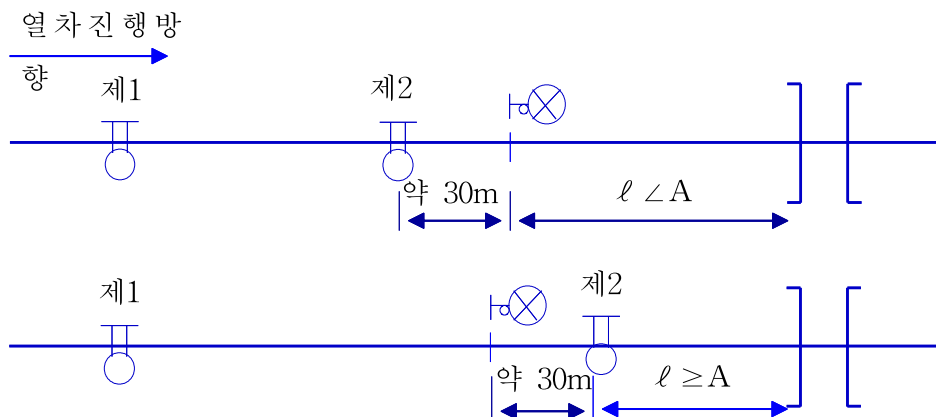 열차진행방
향
제1
제2
약 30m
ℓ ∠A
제1
제2
약 30m
ℓ ≥A